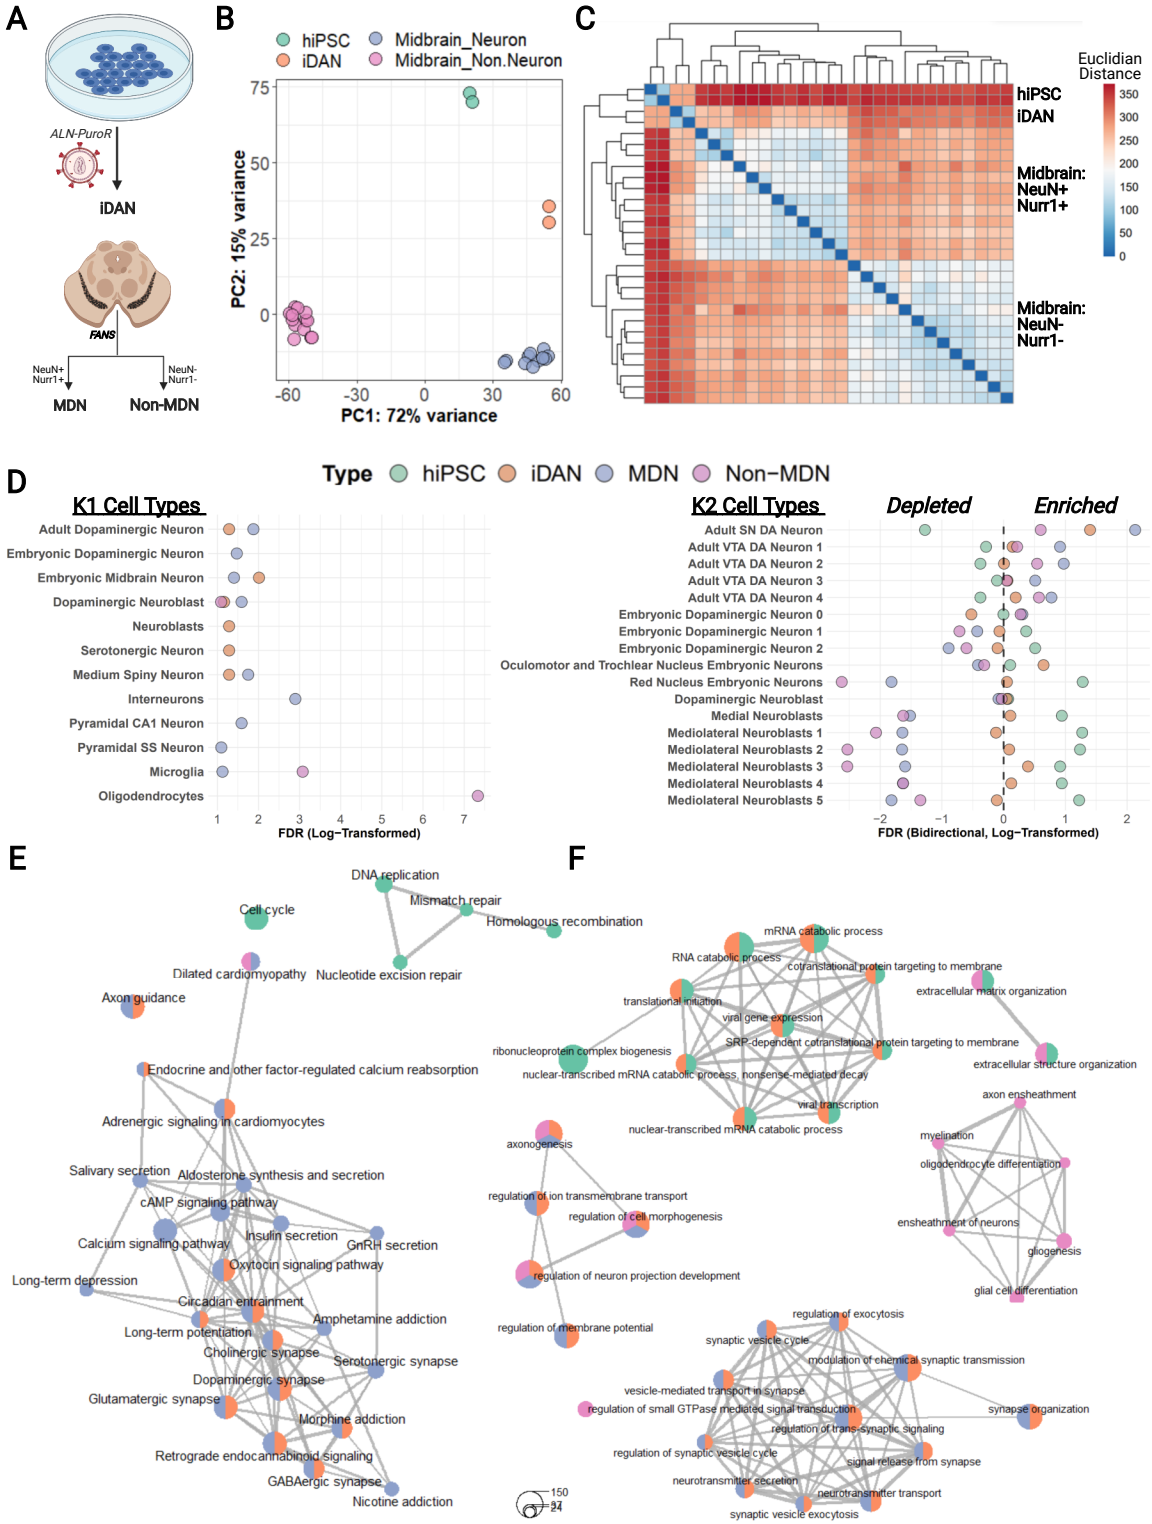 A
ALN-PuroR
iDAN
FANS
NeuN+
Nurr1+
NeuN-
Nurr1-
MDN
Non-MDN
B
hiPSC
iDAN
Midbrain_Neuron
Midbrain_Non.Neuron
PC2: 15% variance
75
50
25
0
-60
-30
0
30
60
PC1: 72% variance
C
Euclidian
Distance
350
300
250
200
150
100
50
0
hiPSC
iDAN
Midbrain:
NeuN+
Nurr1+
Midbrain:
NeuN-
Nurr1-
D
Type hiPSC iDAN MDN Non-MDN
K1 Cell Types
Adult Dopaminergic Neuron
Embryonic Dopaminergic Neuron
Embryonic Midbrain Neuron
Dopaminergic Neuroblast
Neuroblasts
Serotonergic Neuron
Medium Spiny Neuron
Interneurons
Pyramidal CA1 Neuron
Pyramidal SS Neuron
Microglia
Oligodendrocytes
1 2 3 4 5 6 7
FDR (Log-Transformed)
K2 Cell Types
Depleted
Enriched
Adult SN DA Neuron
Adult VTA DA Neuron 1
Adult VTA DA Neuron 2
Adult VTA DA Neuron 3
Adult VTA DA Neuron 4
Embryonic Dopaminergic Neuron 0
Embryonic Dopaminergic Neuron 1
Embryonic Dopaminergic Neuron 2
Oculomotor and Trochlear Nucleus Embryonic Neurons
Red Nucleus Embryonic Neurons
Dopaminergic Neuroblast
Medial Neuroblasts
Mediolateral Neuroblasts 1
Mediolateral Neuroblasts 2
Mediolateral Neuroblasts 3
Mediolateral Neuroblasts 4
Mediolateral Neuroblasts 5
-2 -1 0 1 2
FDR (Bidirectional, Log-Transformed)
E
DNA replication
Mismatch repair
Cell cycle
Homologous recombination
Dilated cardiomyopathy
Nucleotide excision repair
Axon guidance
Endocrine and other factor-regulated calcium reabsorption
Adrenergic signaling in cardiomyocytes
Salivary secretion
Aldosterone synthesis and secretion
cAMP signaling pathway
Insulin secretion
Calcium signaling pathway
GnRH secretion
Oxytocin signaling pathway
Long-term depression
Circadian entrainment
Amphetamine addiction
Long-term potentiation
Cholinergic synapse
Serotonergic synapse
Dopaminergic synapse
Glutamatergic synapse
Morphine addiction
Retrograde endocannabinoid signaling
GABAergic synapse
Nicotine addiction
150
24
F
mRNA catabolic process
RNA catabolic process
cotranslational protein targeting to membrane
translational initiation
viral gene expression
SRP-dependent cotranslational protein targeting to membrane
ribonucleoprotein complex biogenesis
nuclear-transcribed mRNA catabolic process, nonsense-mediated decay
viral transcription
nuclear-transcribed mRNA catabolic process
extracellular matrix organization
extracellular structure organization
axon ensheathment
myelination
oligodendrocyte differentiation
ensheathment of neurons
gliogenesis
glial cell differentiation
axonogenesis
regulation of ion transmembrane transport
regulation of cell morphogenesis
regulation of neuron projection development
regulation of membrane potential
regulation of exocytosis
synaptic vesicle cycle
modulation of chemical synaptic transmission
vesicle-mediated transport in synapse
regulation of small GTPase mediated signal transduction
synapse organization
regulation of trans-synaptic signaling
regulation of synaptic vesicle cycle
signal release from synapse
neurotransmitter secretion
neurotransmitter transport
synaptic vesicle exocytosis